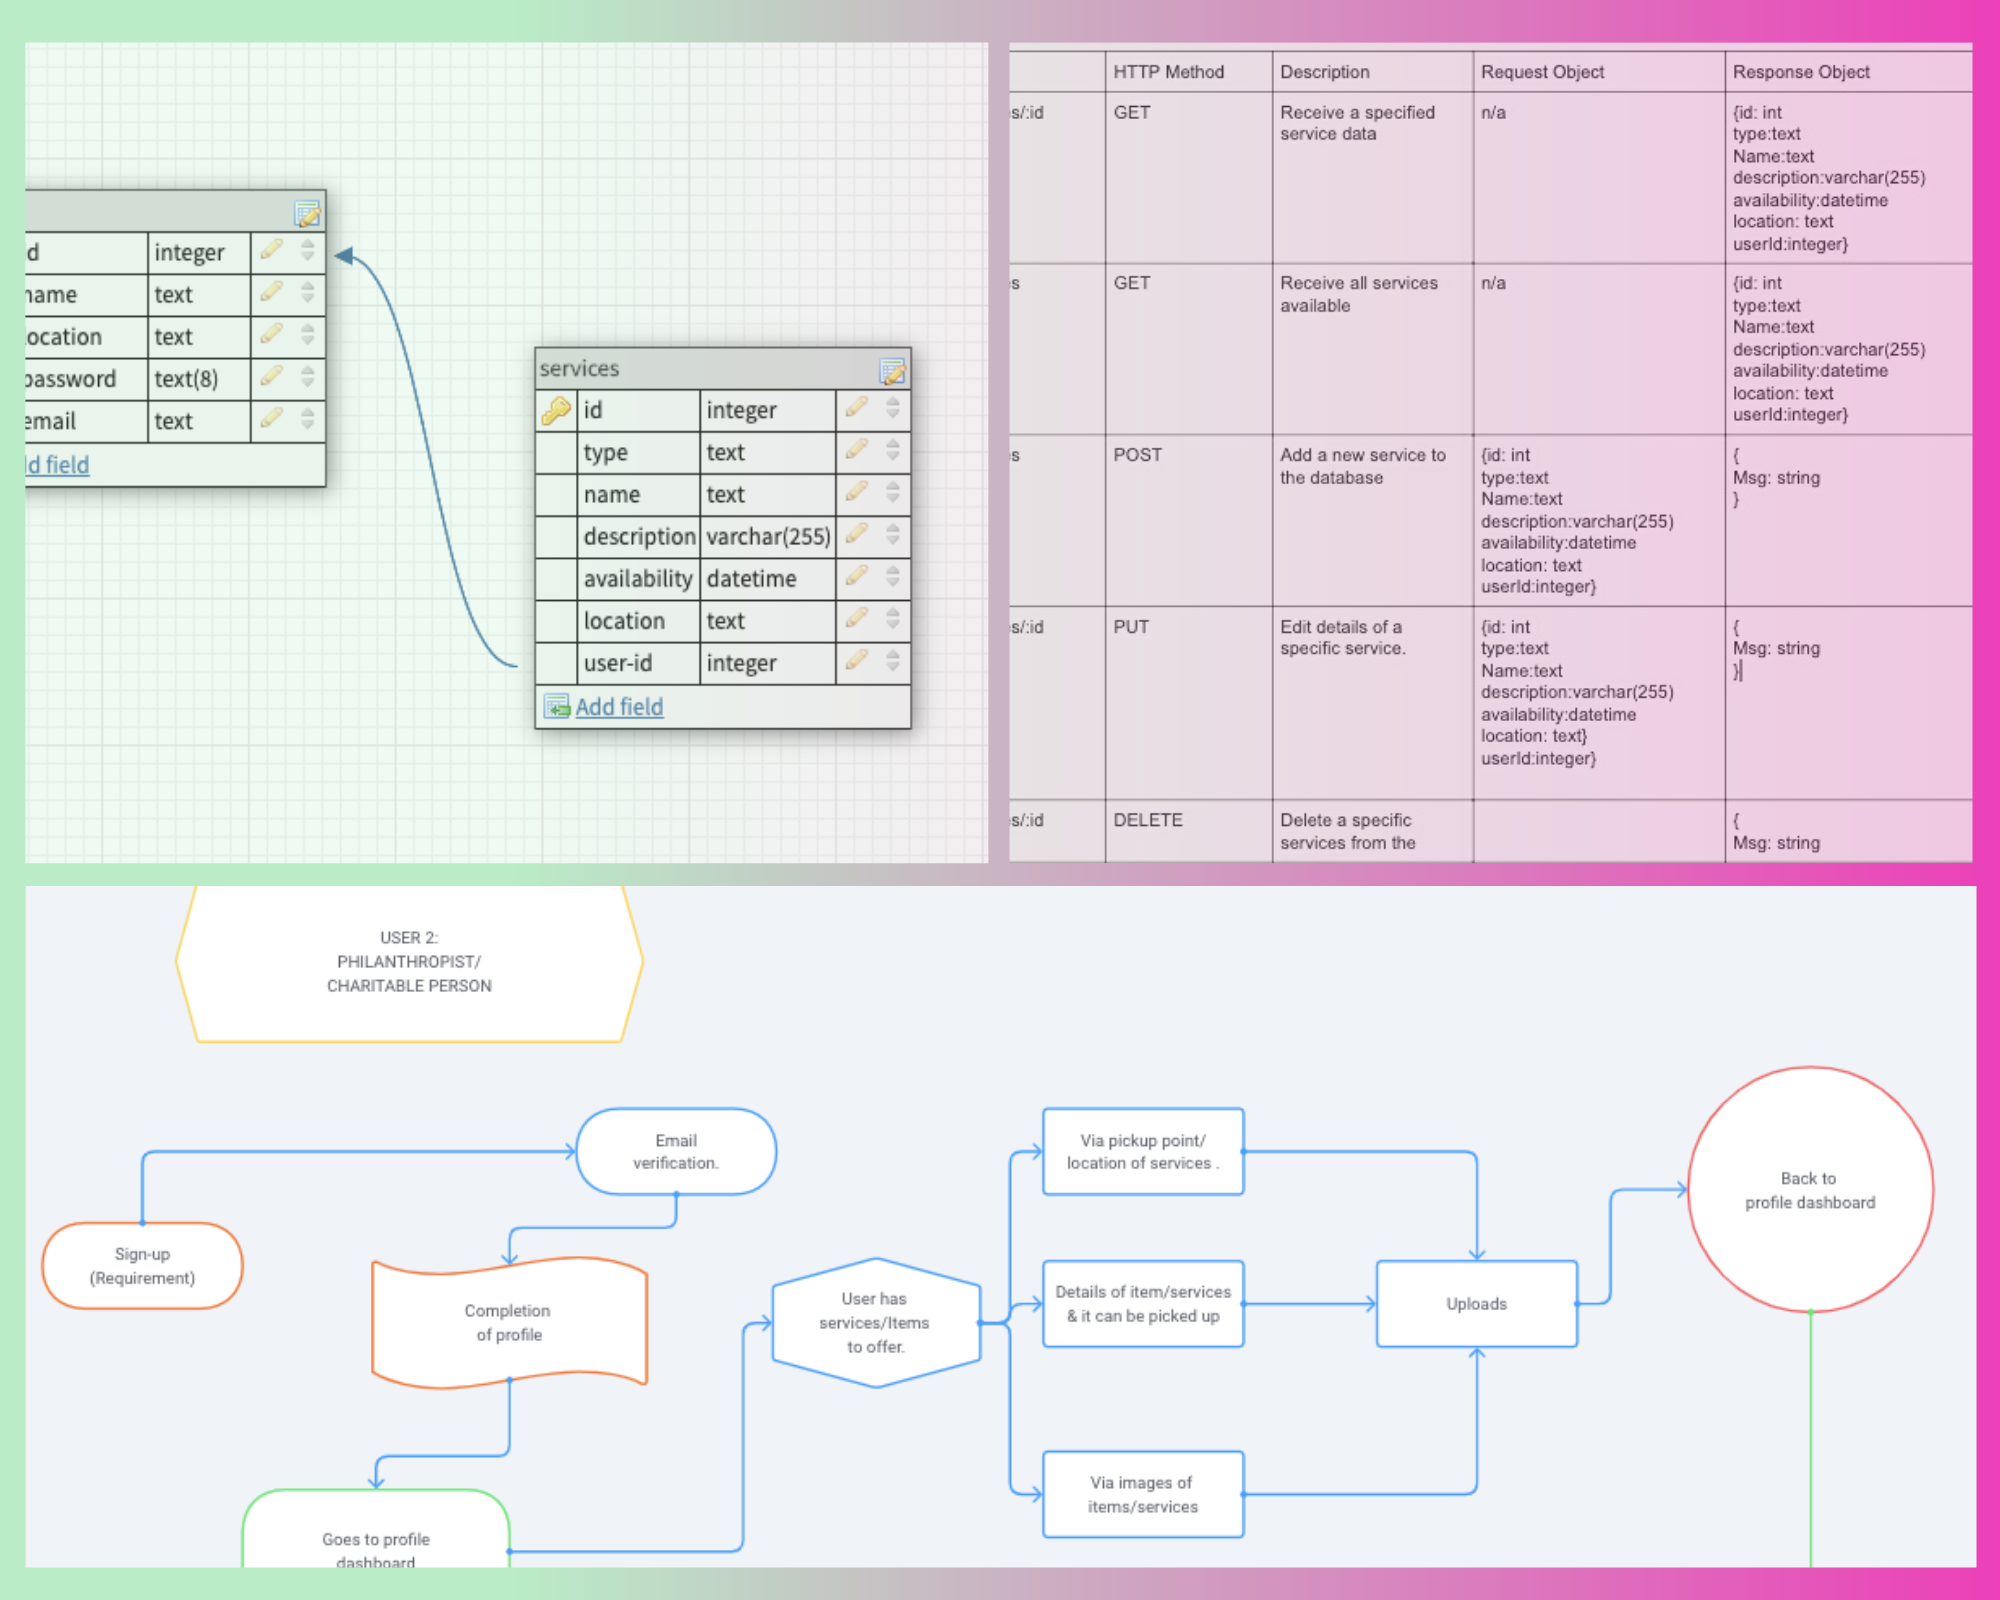 id integer
name text
location text
password text(8)
email text
Add field
services
id integer
type text
name text
description varchar(255)
availability datetime
location text
user-id integer
Add field
HTTP Method Description Request Object Response Object
s/:id GET Receive a specified service data n/a {id: int
type:text
Name:text
description:varchar(255)
availability:datetime
location: text
userId:integer}
s GET Receive all services available n/a {id: int
type:text
Name:text
description:varchar(255)
availability:datetime
location: text
userId:integer}
s POST Add a new service to the database
{id: int
type:text
Name:text
description:varchar(255)
availability:datetime
location: text
userId:integer}
{
Msg: string
}
s/:id PUT Edit details of a specific service.
{id: int
type:text
Name:text
description:varchar(255)
availability:datetime
location: text}
userId:integer}
{
Msg: string
}
s/:id DELETE Delete a specific services from the
{
Msg: string
USER 2:
PHILANTHROPIST/
CHARITABLE PERSON
Sign-up
(Requirement)
Email
verification.
Completion
of profile
Goes to profile
dashboard
User has
services/Items
to offer.
Via pickup point/
location of services .
Details of item/services
& it can be picked up
Via images of
items/services
Uploads
Back to
profile dashboard